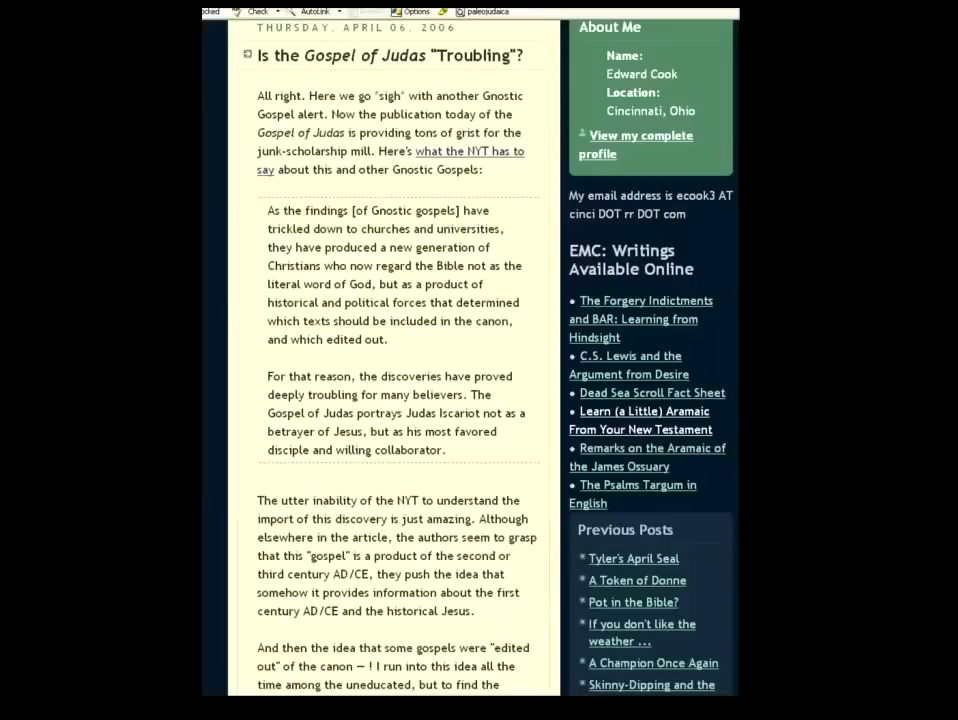 ocked Check AutoLink Options paleojudaica
THURSDAY, APRIL 06, 2006
Is the Gospel of Judas "Troubling"?
All right. Here we go *sigh* with another Gnostic
Gospel alert. Now the publication today of the
Gospel of Judas is providing tons of grist for the
junk-scholarship mill. Here's what the NYT has to
say about this and other Gnostic Gospels:
As the findings [of Gnostic gospels] have
trickled down to churches and universities,
they have produced a new generation of
Christians who now regard the Bible not as the
literal word of God, but as a product of
historical and political forces that determined
which texts should be included in the canon,
and which edited out.
For that reason, the discoveries have proved
deeply troubling for many believers. The
Gospel of Judas portrays Judas Iscariot not as a
betrayer of Jesus, but as his most favored
disciple and willing collaborator.
The utter inability of the NYT to understand the
import of this discovery is just amazing. Although
elsewhere in the article, the authors seem to grasp
that this "gospel" is a product of the second or
third century AD/CE, they push the idea that
somehow it provides information about the first
century AD/CE and the historical Jesus.
And then the idea that some gospels were "edited
out" of the canon — ! I run into this idea all the
time among the uneducated, but to find the
About Me
Name:
Edward Cook
Location:
Cincinnati, Ohio
View my complete
profile
My email address is ecook3 AT
cinci DOT rr DOT com
EMC: Writings
Available Online
• The Forgery Indictments
and BAR: Learning from
Hindsight
• C.S. Lewis and the
Argument from Desire
• Dead Sea Scroll Fact Sheet
• Learn (a Little) Aramaic
From Your New Testament
• Remarks on the Aramaic of
the James Ossuary
• The Psalms Targum in
English
Previous Posts
* Tyler's April Seal
* A Token of Donne
* Pot in the Bible?
* If you don't like the
weather ...
* A Champion Once Again
* Skinny-Dipping and the